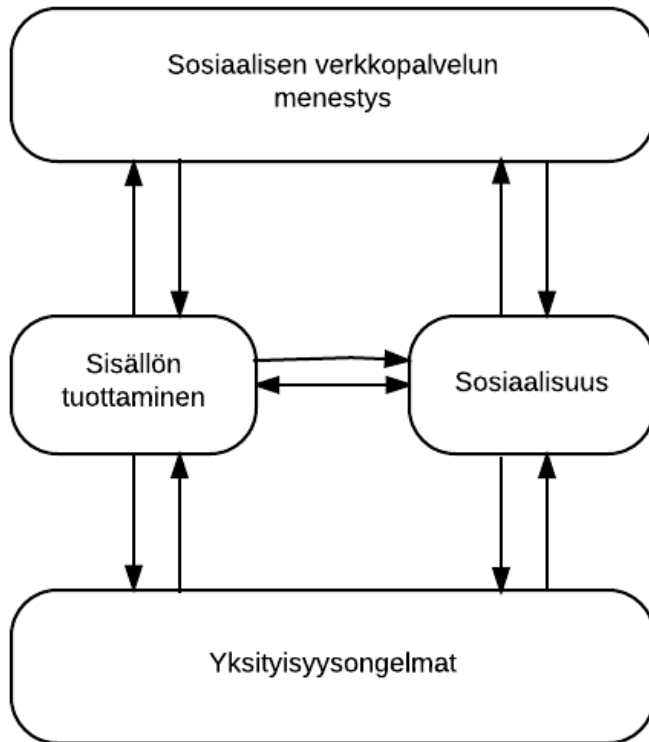 Sosiaalisen verkkopalvelun
menestys
Sisällön
tuottaminen
Sosiaalisuus
Yksityisyysongelmat